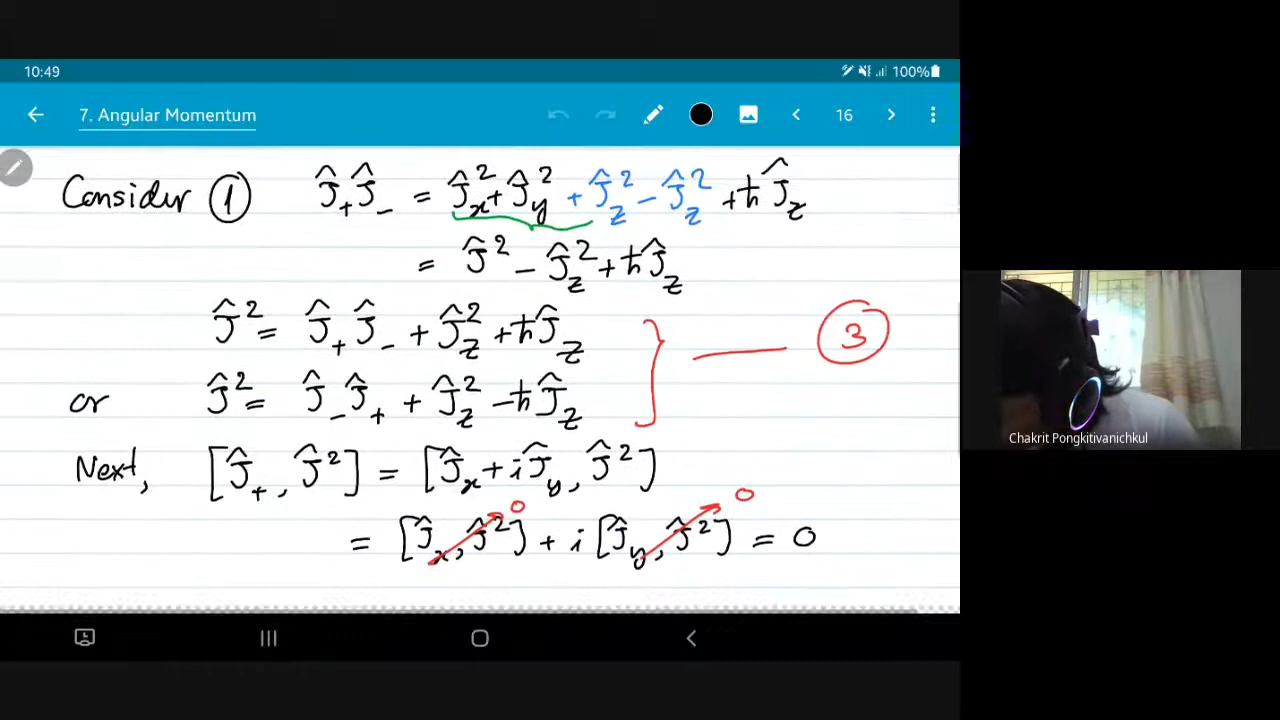 10:49 100%
7. Angular Momentum 16
Consider ① Ĵ₊Ĵ₋ = Ĵₓ² + Ĵᵧ² + Ĵ_z² − Ĵ_z² + ħĴ_z
= Ĵ² − Ĵ_z² + ħĴ_z
Ĵ² = Ĵ₊Ĵ₋ + Ĵ_z² + ħĴ_z
③
or Ĵ² = Ĵ₋Ĵ₊ + Ĵ_z² − ħĴ_z
Next, [Ĵ₊, Ĵ²] = [Ĵₓ + iĴᵧ, Ĵ²]
= [Ĵₓ, Ĵ²] 0 + i[Ĵᵧ, Ĵ²] 0 = 0
Chakrit Pongkitivanichkul